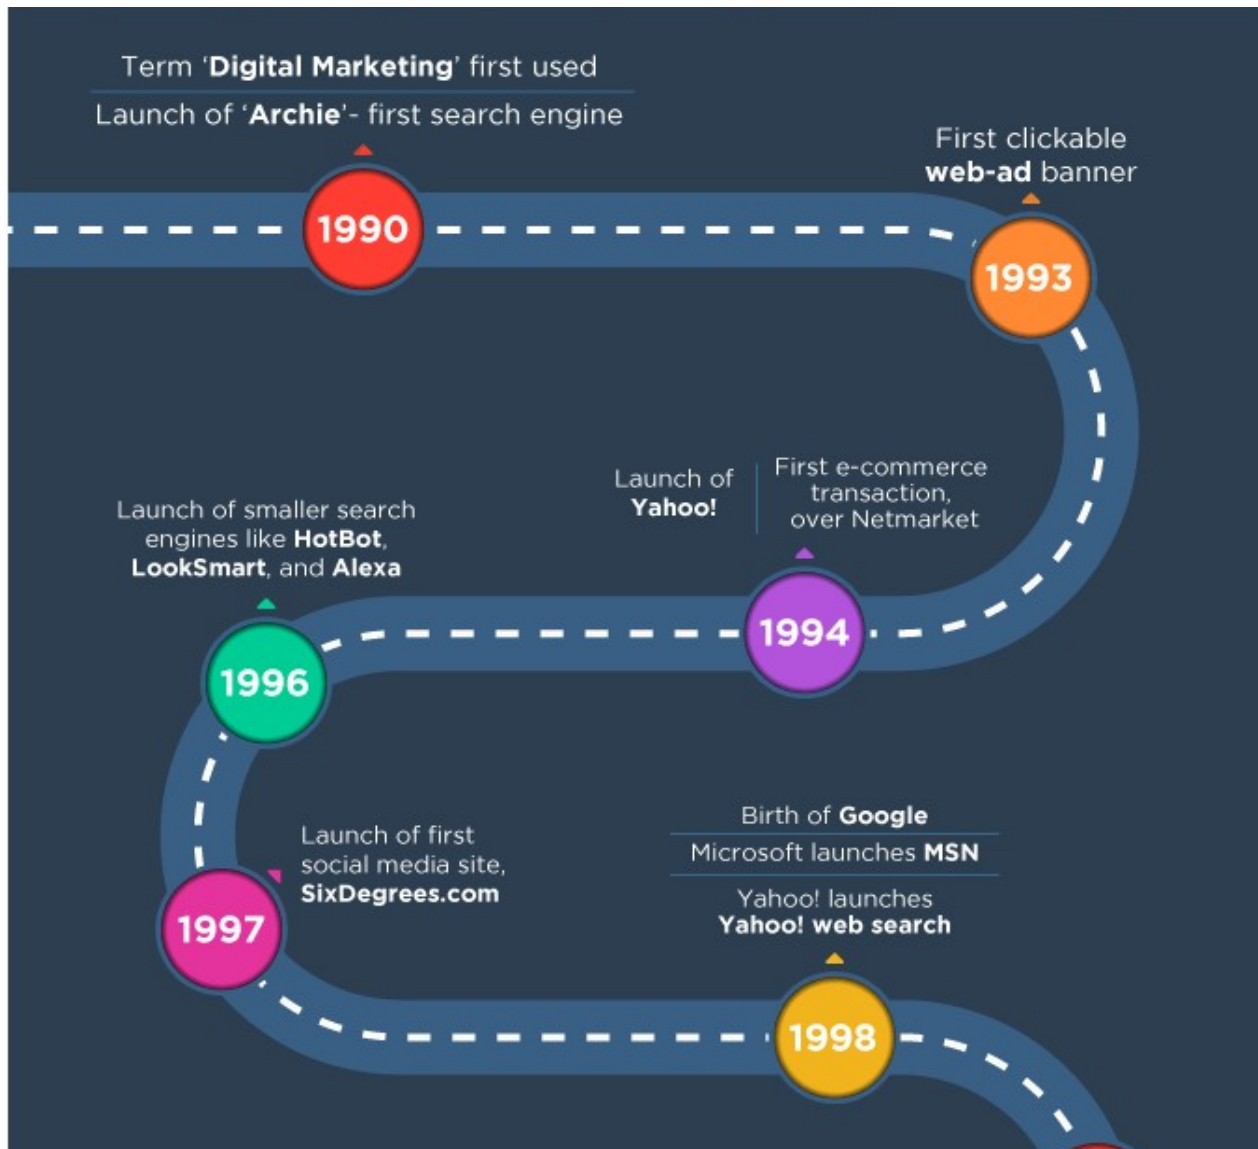 Term ‘Digital Marketing’ first used
Launch of ‘Archie’- first search engine
1990
First clickable
web-ad banner
1993
Launch of
Yahoo!
First e-commerce
transaction,
over Netmarket
1994
Launch of smaller search
engines like HotBot,
LookSmart, and Alexa
1996
Launch of first
social media site,
SixDegrees.com
1997
Birth of Google
Microsoft launches MSN
Yahoo! launches
Yahoo! web search
1998